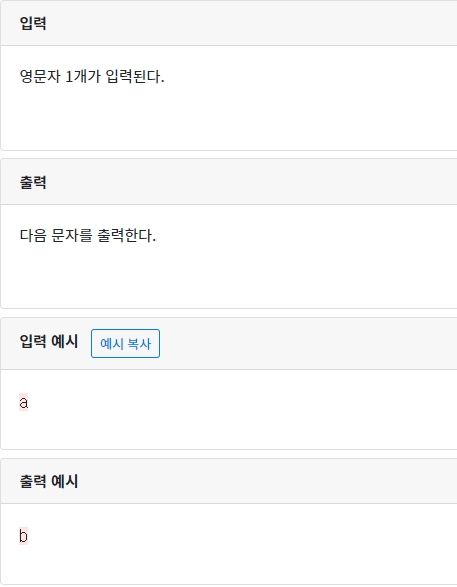 입력
영문자 1개가 입력된다.
출력
다음 문자를 출력한다.
입력 예시 예시 복사
a
출력 예시
b